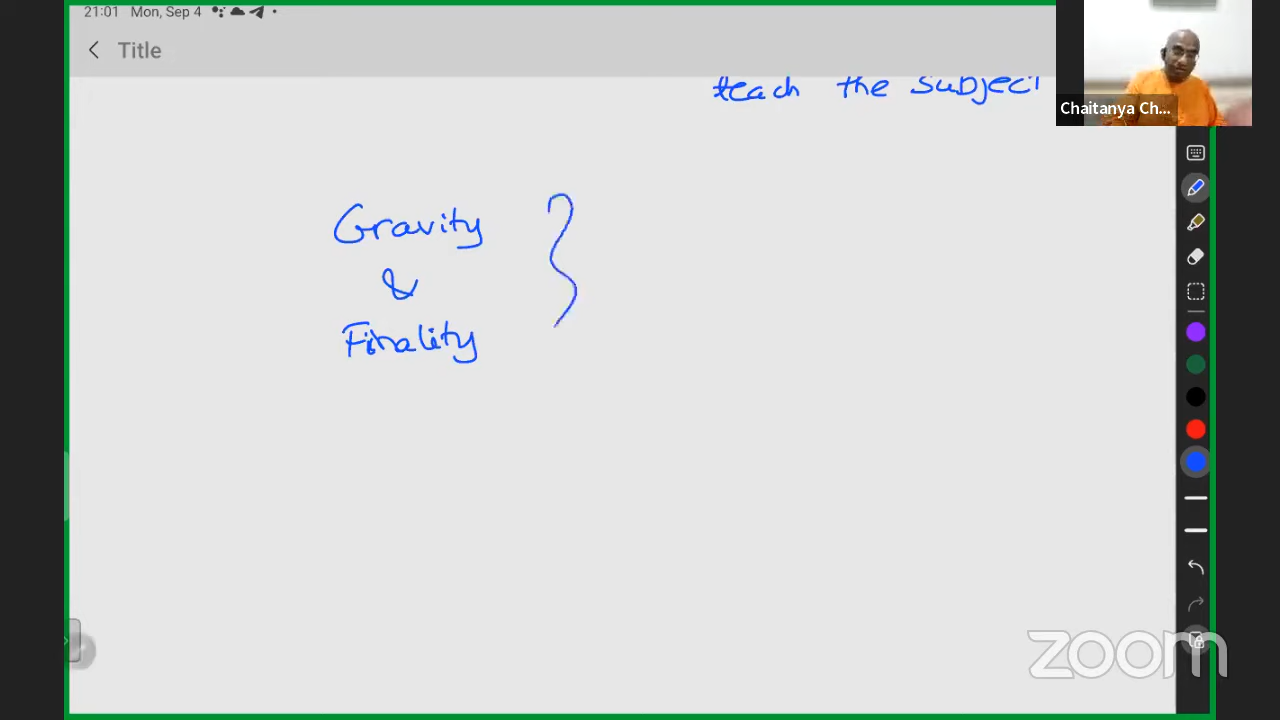 21:01 Mon, Sep 4
Title
teach the Subject
Chaitanya Ch...
Gravity
&
Finality
zoom